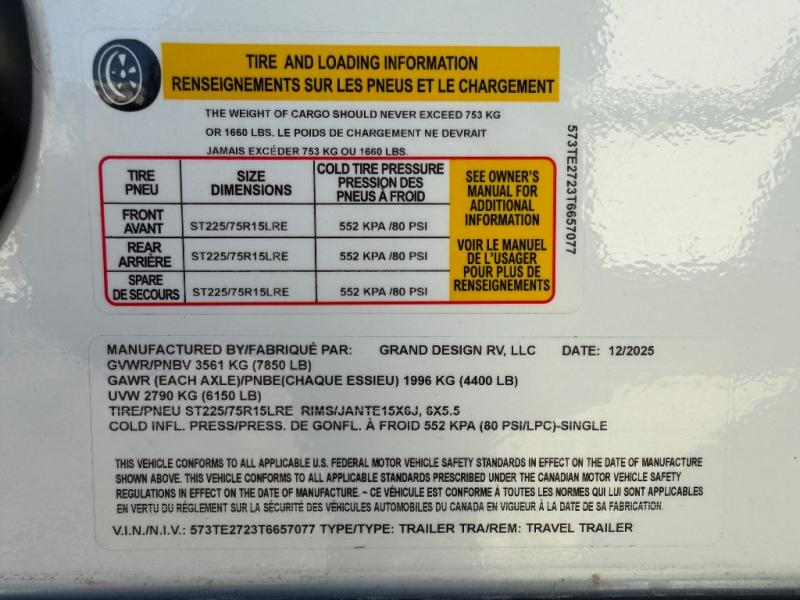 TIRE AND LOADING INFORMATION
RENSEIGNEMENTS SUR LES PNEUS ET LE CHARGEMENT
THE WEIGHT OF CARGO SHOULD NEVER EXCEED 753 KG
OR 1660 LBS. LE POIDS DE CHARGEMENT NE DEVRAIT
JAMAIS EXCÉDER 753 KG OU 1660 LBS.
TIRE
PNEU
SIZE
DIMENSIONS
COLD TIRE PRESSURE
PRESSION DES
PNEUS À FROID
FRONT
AVANT
ST225/75R15LRE
552 KPA /80 PSI
REAR
ARRIÈRE
ST225/75R15LRE
552 KPA /80 PSI
SPARE
DE SECOURS
ST225/75R15LRE
552 KPA /80 PSI
SEE OWNER'S
MANUAL FOR
ADDITIONAL
INFORMATION
VOIR LE MANUEL
DE L'USAGER
POUR PLUS DE
RENSEIGNEMENTS
573TE2723T6657077
MANUFACTURED BY/FABRIQUÉ PAR: GRAND DESIGN RV, LLC DATE: 12/2025
GVWR/PNBV 3561 KG (7850 LB)
GAWR (EACH AXLE)/PNBE(CHAQUE ESSIEU) 1996 KG (4400 LB)
UVW 2790 KG (6150 LB)
TIRE/PNEU ST225/75R15LRE RIMS/JANTE15X6J, 6X5.5
COLD INFL. PRESS/PRESS. DE GONFL. À FROID 552 KPA (80 PSI/LPC)-SINGLE
THIS VEHICLE CONFORMS TO ALL APPLICABLE U.S. FEDERAL MOTOR VEHICLE SAFETY STANDARDS IN EFFECT ON THE DATE OF MANUFACTURE
SHOWN ABOVE. THIS VEHICLE CONFORMS TO ALL APPLICABLE STANDARDS PRESCRIBED UNDER THE CANADIAN MOTOR VEHICLE SAFETY
REGULATIONS IN EFFECT ON THE DATE OF MANUFACTURE. ~ CE VÉHICULE EST CONFORME À TOUTES LES NORMES QUI LUI SONT APPLICABLES
EN VERTU DU RÈGLEMENT SUR LA SÉCURITÉ DES VÉHICULES AUTOMOBILES DU CANADA EN VIGUEUR À LA DATE DE SA FABRICATION.
V.I.N./N.I.V.: 573TE2723T6657077 TYPE/TYPE: TRAILER TRA/REM: TRAVEL TRAILER